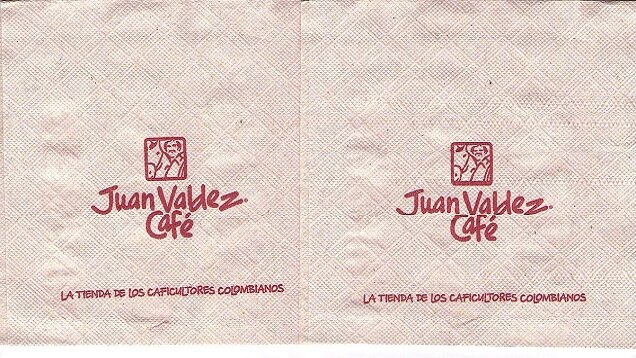 Juan Valdez
Café
LA TIENDA DE LOS CAFICULTORES COLOMBIANOS
Juan Valdez
Café
LA TIENDA DE LOS CAFICULTORES COLOMBIANOS